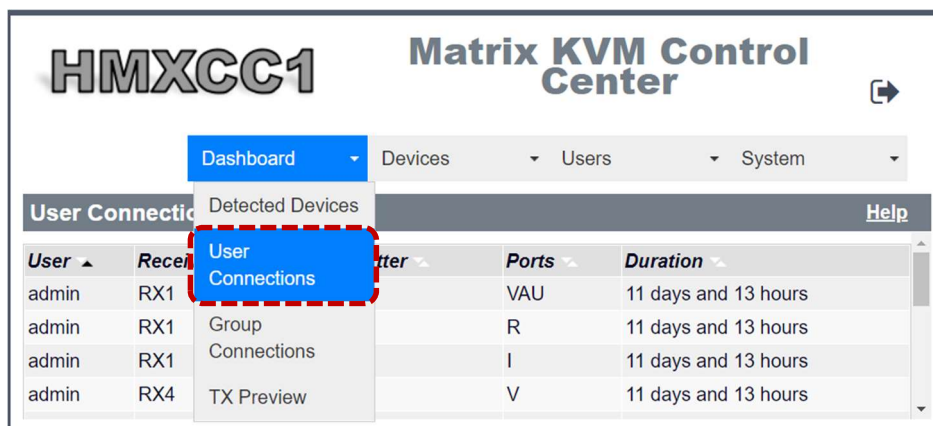 HMXCC1
Matrix KVM Control
Center
Dashboard Devices Users System
Detected Devices
User
Connections
Group
Connections
TX Preview
User Connectio Help
User Recei tter Ports Duration
admin RX1 VAU 11 days and 13 hours
admin RX1 R 11 days and 13 hours
admin RX1 I 11 days and 13 hours
admin RX4 V 11 days and 13 hours